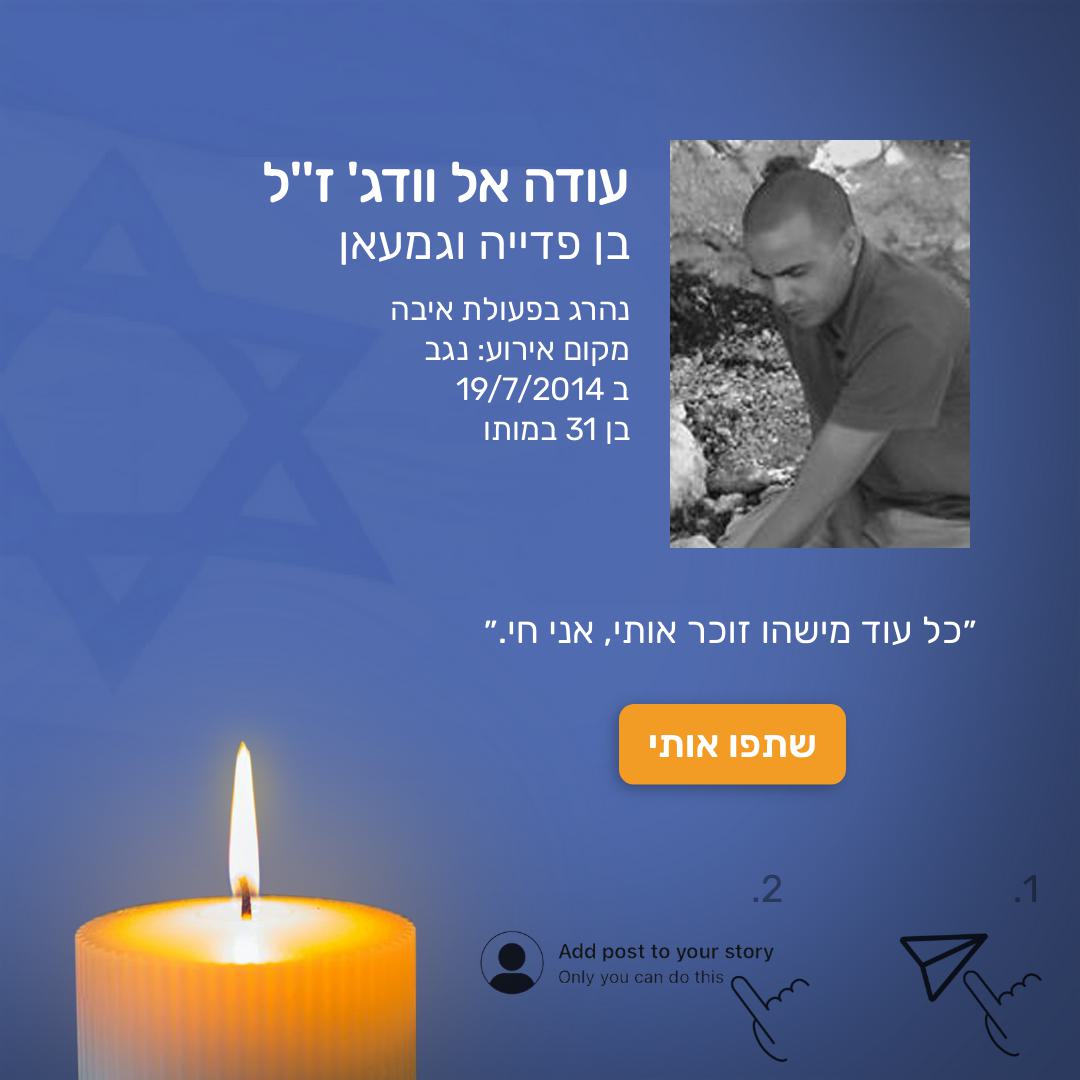 עודה אל וודג' ז''ל
בן פדייה וגמעאן
נהרג בפעולת איבה
מקום אירוע: נגב
ב 19/7/2014
בן 31 במותו
״כל עוד מישהו זוכר אותי, אני חי.״
שתפו אותי
.1
.2
Add post to your story
Only you can do this